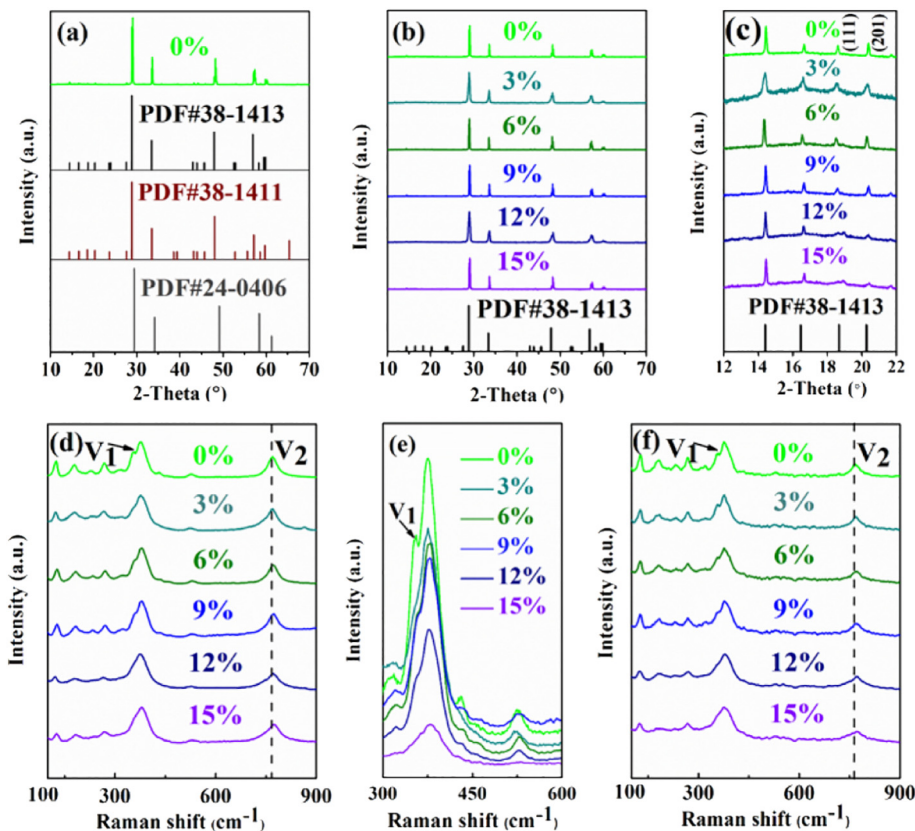 (a)
0%
PDF#38-1413
PDF#38-1411
PDF#24-0406
Intensity (a.u.)
10 20 30 40 50 60 70
2-Theta (°)
(b)
0%
3%
6%
9%
12%
15%
PDF#38-1413
Intensity (a.u.)
10 20 30 40 50 60 70
2-Theta (°)
(c)
0%
(111)
(201)
3%
6%
9%
12%
15%
PDF#38-1413
Intensity (a.u.)
12 14 16 18 20 22
2-Theta (°)
(d)
V1
V2
0%
3%
6%
9%
12%
15%
Intensity (a.u.)
100 300 600 900
Raman shift (cm-1)
(e)
V1
0%
3%
6%
9%
12%
15%
Intensity (a.u.)
300 450 600
Raman shift (cm-1)
(f)
V1
V2
0%
3%
6%
9%
12%
15%
Intensity (a.u.)
100 300 600 900
Raman shift (cm-1)